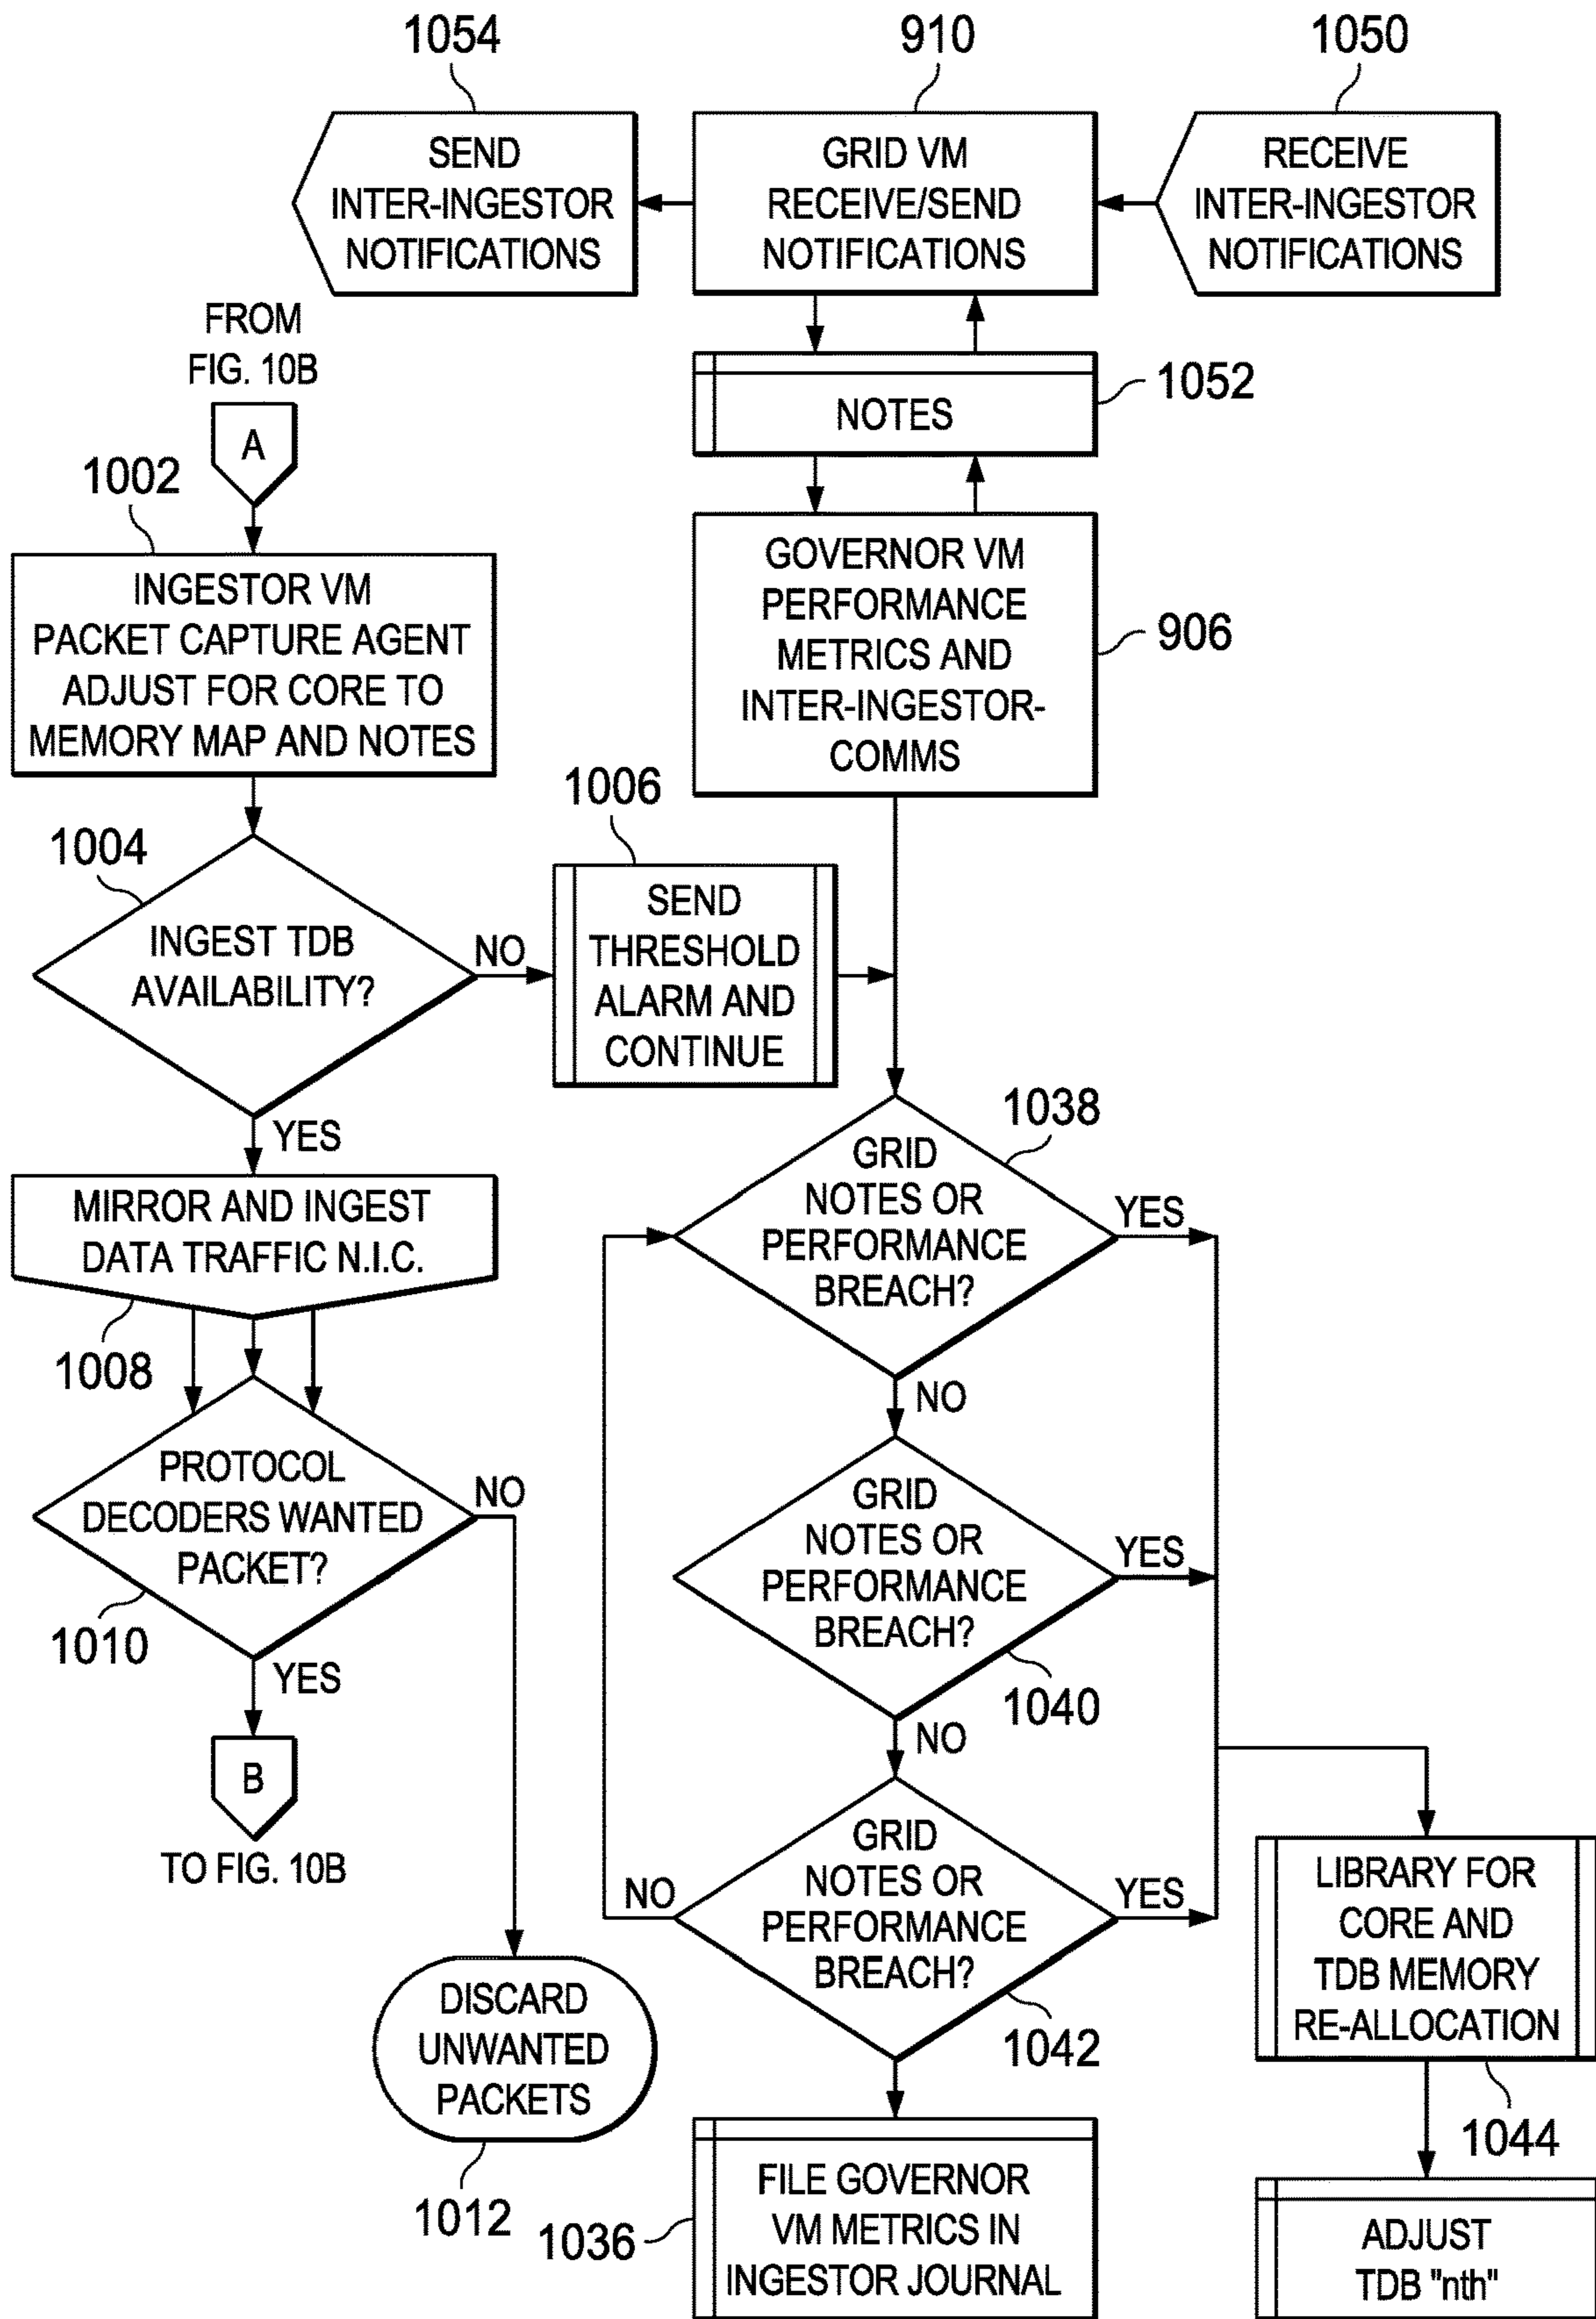 1054
910
1050
SEND
INTER-INGESTOR
NOTIFICATIONS
GRID VM
RECEIVE/SEND
NOTIFICATIONS
RECEIVE
INTER-INGESTOR
NOTIFICATIONS
FROM
FIG. 10B
A
NOTES
1052
1002
INGESTOR VM
PACKET CAPTURE AGENT
ADJUST FOR CORE TO
MEMORY MAP AND NOTES
GOVERNOR VM
PERFORMANCE
METRICS AND
INTER-INGESTOR-
COMMS
906
1004
INGEST TDB
AVAILABILITY?
NO
1006
SEND
THRESHOLD
ALARM AND
CONTINUE
YES
MIRROR AND INGEST
DATA TRAFFIC N.I.C.
1008
1038
GRID
NOTES OR
PERFORMANCE
BREACH?
YES
NO
PROTOCOL
DECODERS WANTED
PACKET?
NO
1010
YES
B
TO FIG. 10B
GRID
NOTES OR
PERFORMANCE
BREACH?
YES
1040
NO
GRID
NOTES OR
PERFORMANCE
BREACH?
NO
YES
1042
LIBRARY FOR
CORE AND
TDB MEMORY
RE-ALLOCATION
1044
DISCARD
UNWANTED
PACKETS
1012
1036
FILE GOVERNOR
VM METRICS IN
INGESTOR JOURNAL
ADJUST
TDB "nth"